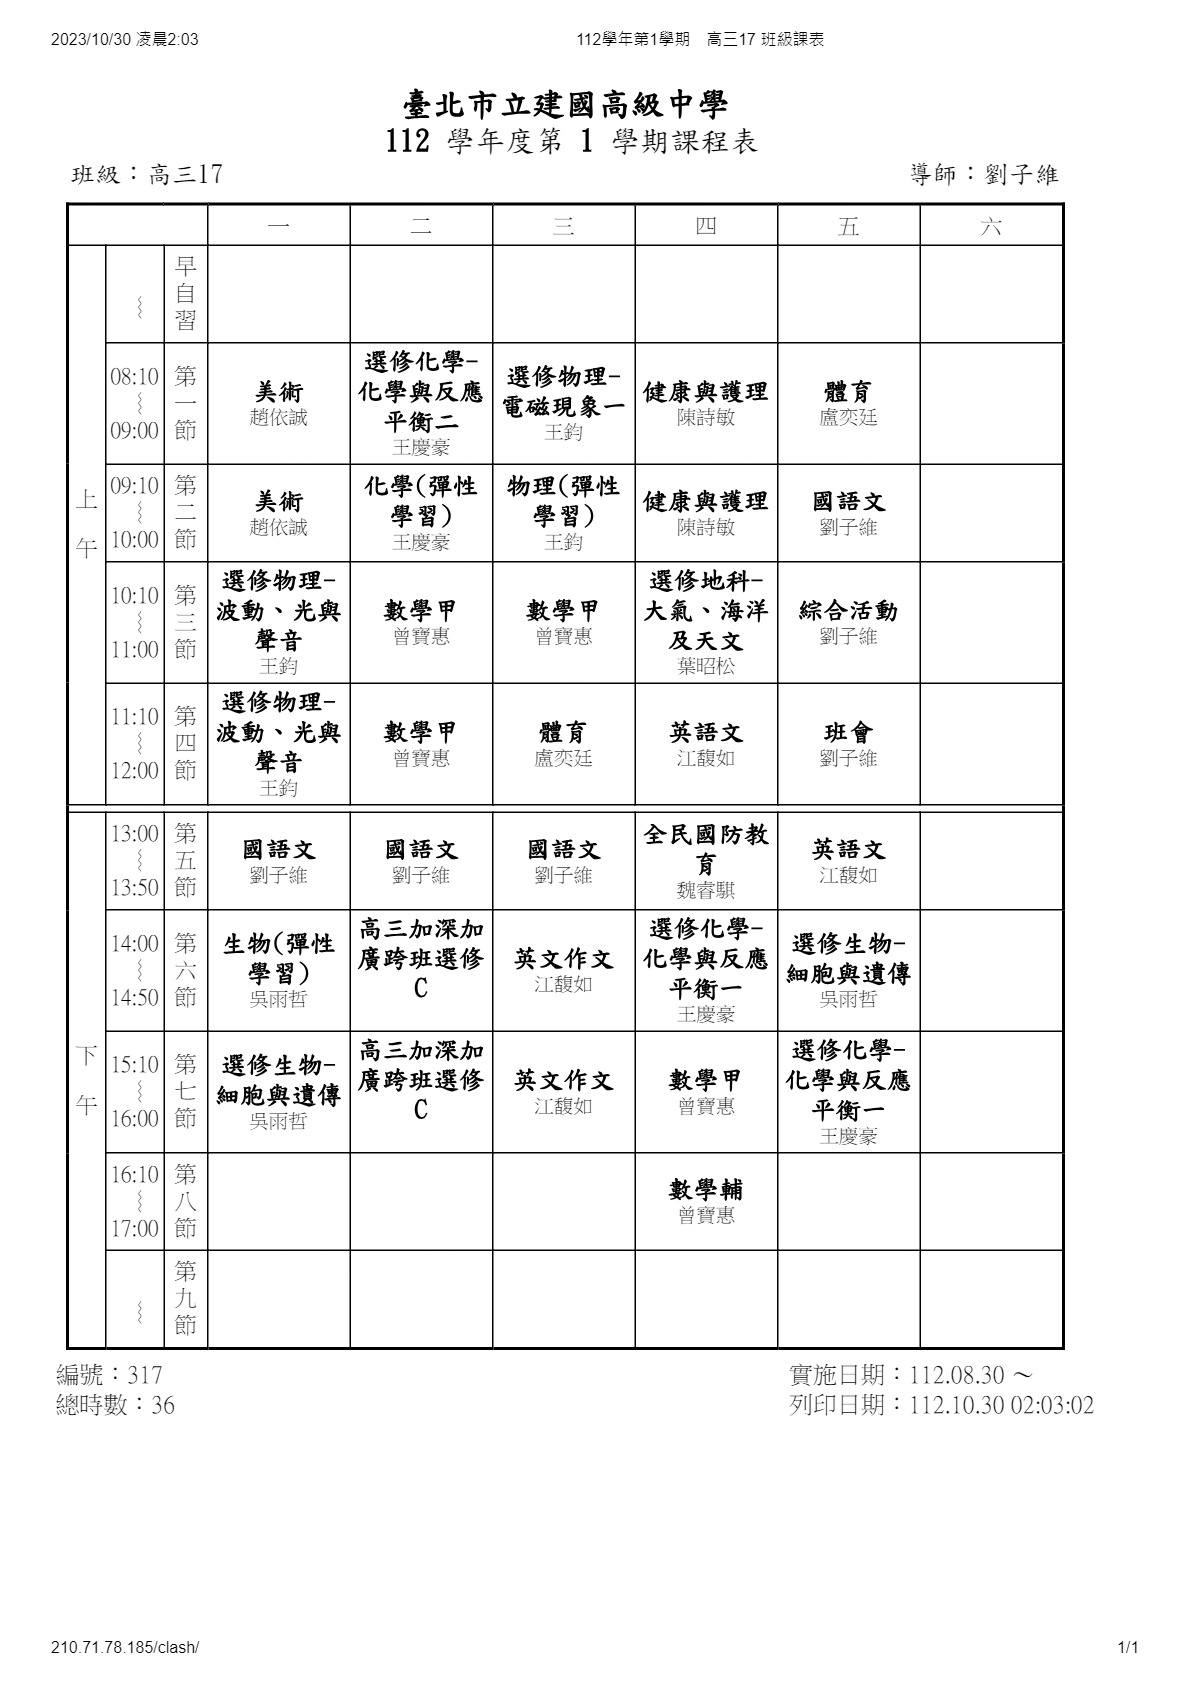 2023/10/30 凌晨2:03 112學年第1學期 高三17 班級課表
臺北市立建國高級中學
112 學年度第 1 學期課程表
班級：高三17 導師：劉子維
一 二 三 四 五 六
上午
～ 早自習
08:10～09:00 第一節
美術
趙依誠
選修化學-
化學與反應
平衡二
王慶豪
選修物理-
電磁現象一
王鈞
健康與護理
陳詩敏
體育
盧奕廷
09:10～10:00 第二節
美術
趙依誠
化學(彈性
學習)
王慶豪
物理(彈性
學習)
王鈞
健康與護理
陳詩敏
國語文
劉子維
10:10～11:00 第三節
選修物理-
波動、光與
聲音
王鈞
數學甲
曾寶惠
數學甲
曾寶惠
選修地科-
大氣、海洋
及天文
葉昭松
綜合活動
劉子維
11:10～12:00 第四節
選修物理-
波動、光與
聲音
王鈞
數學甲
曾寶惠
體育
盧奕廷
英語文
江馥如
班會
劉子維
下午
13:00～13:50 第五節
國語文
劉子維
國語文
劉子維
國語文
劉子維
全民國防教
育
魏睿騏
英語文
江馥如
14:00～14:50 第六節
生物(彈性
學習)
吳雨哲
高三加深加
廣跨班選修
C
英文作文
江馥如
選修化學-
化學與反應
平衡一
王慶豪
選修生物-
細胞與遺傳
吳雨哲
15:10～16:00 第七節
選修生物-
細胞與遺傳
吳雨哲
高三加深加
廣跨班選修
C
英文作文
江馥如
數學甲
曾寶惠
選修化學-
化學與反應
平衡一
王慶豪
16:10～17:00 第八節
數學輔
曾寶惠
～ 第九節
編號：317 實施日期：112.08.30 ～
總時數：36 列印日期：112.10.30 02:03:02
210.71.78.185/clash/ 1/1